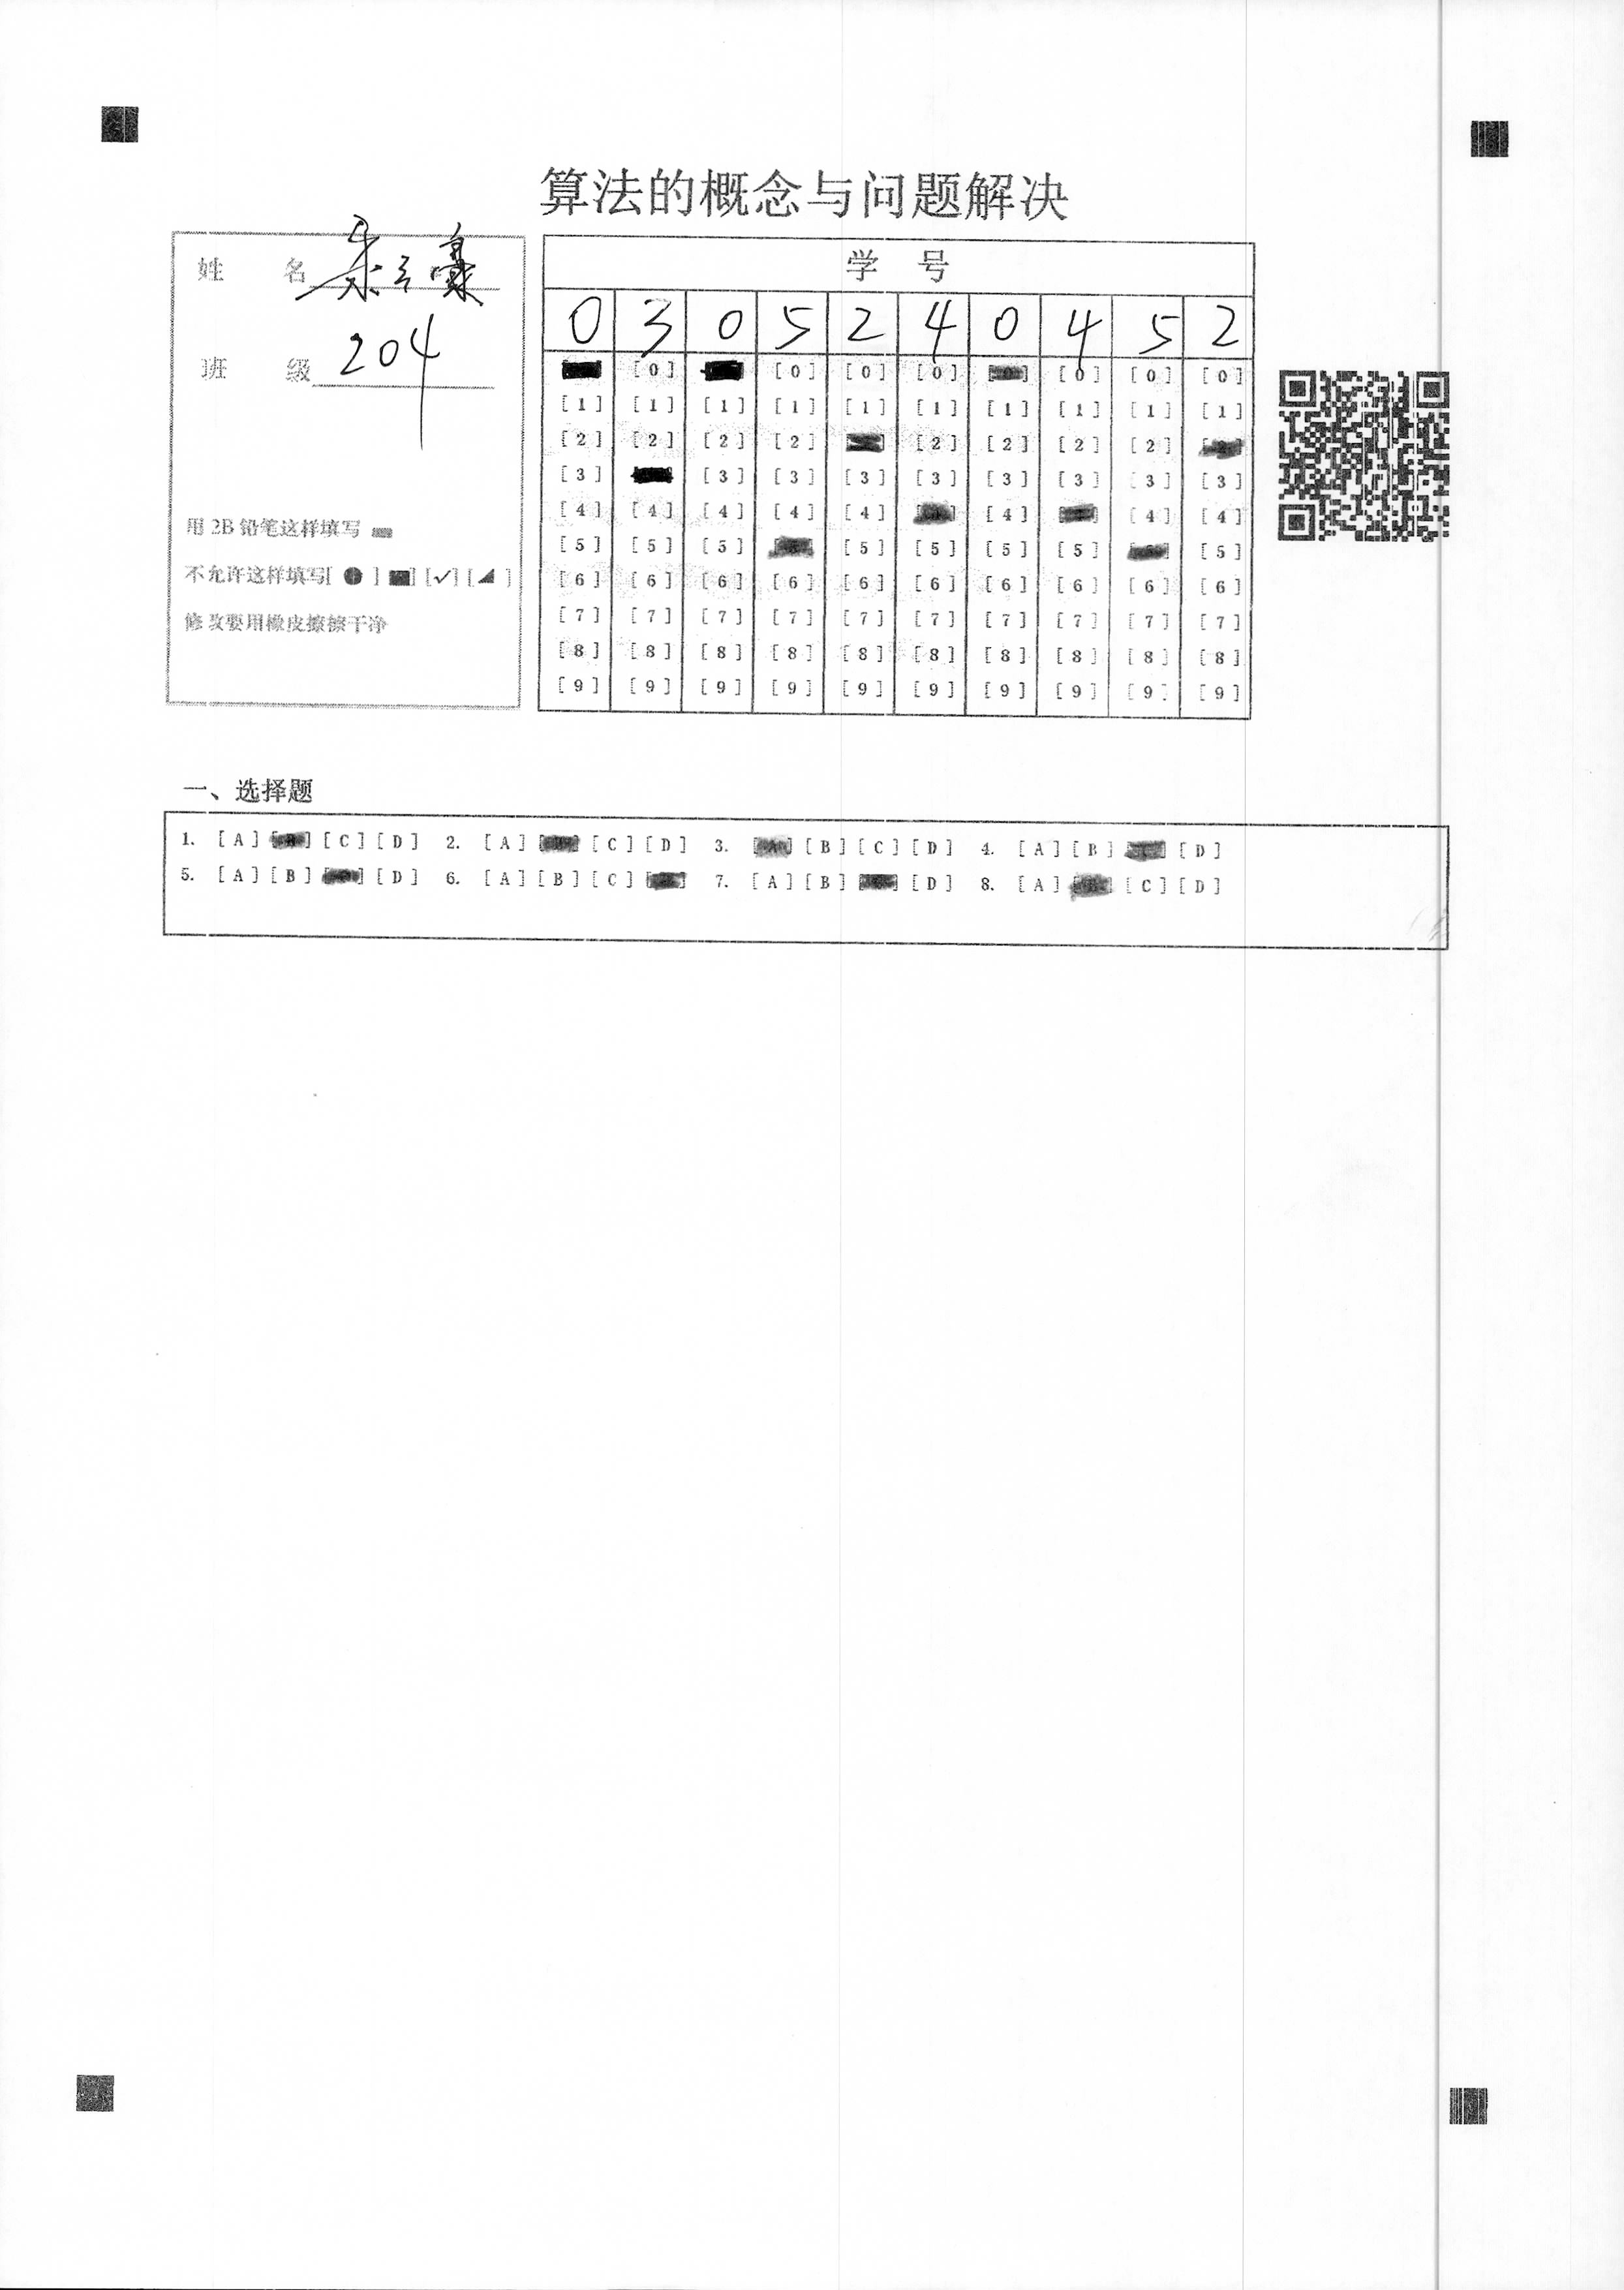 算法的概念与问题解决
姓 名
班 级 204
用 2B 铅笔这样填写
不允许这样填写[ ● ] [■] [✓] [◢ ]
修改要用橡皮擦擦干净
学 号
0 3 0 5 2 4 0 4 5 2
[0] [0] [0] [0] [0] [0] [0]
[1] [1] [1] [1] [1] [1] [1] [1] [1] [1]
[2] [2] [2] [2] [2] [2] [2] [2]
[3] [3] [3] [3] [3] [3] [3] [3] [3]
[4] [4] [4] [4] [4] [4] [4] [4]
[5] [5] [5] [5] [5] [5] [5] [5]
[6] [6] [6] [6] [6] [6] [6] [6] [6] [6]
[7] [7] [7] [7] [7] [7] [7] [7] [7] [7]
[8] [8] [8] [8] [8] [8] [8] [8] [8] [8]
[9] [9] [9] [9] [9] [9] [9] [9] [9] [9]
一、选择题
1. [A] [B] [C] [D] 2. [A] [B] [C] [D] 3. [A] [B] [C] [D] 4. [A] [B] [C] [D]
5. [A] [B] [C] [D] 6. [A] [B] [C] [D] 7. [A] [B] [C] [D] 8. [A] [B] [C] [D]